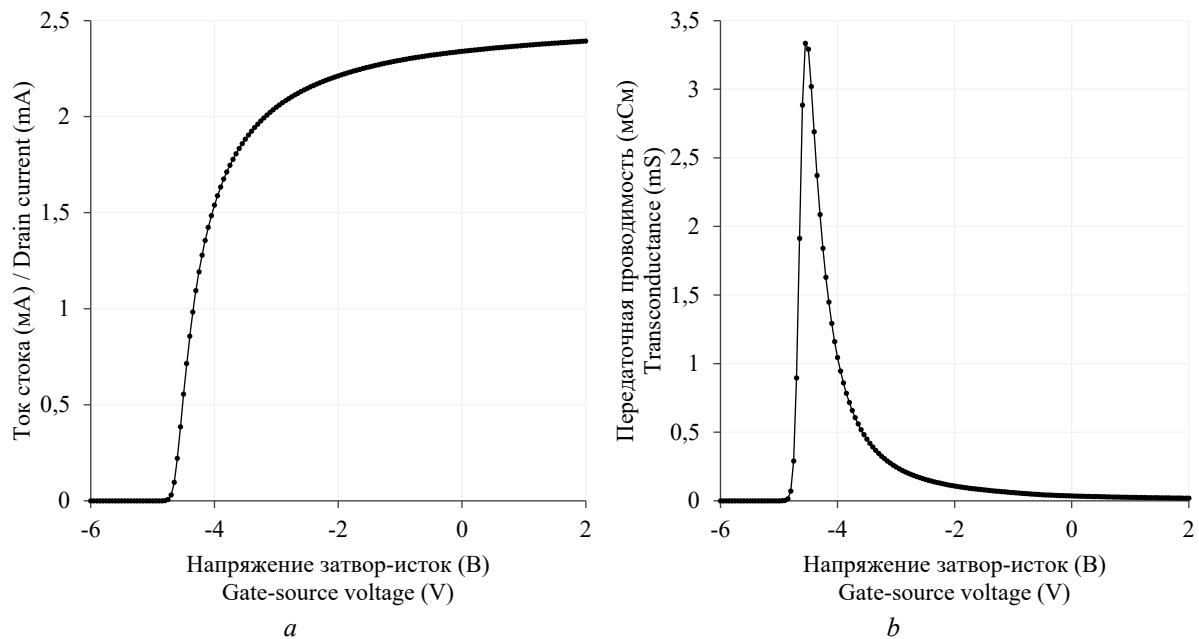 Ток стока (мА) / Drain current (mA)
2,5
2
1,5
1
0,5
0
-6
-4
-2
0
2
Напряжение затвор-исток (В)
Gate-source voltage (V)
a
Передаточная проводимость (мСм)
Transconductance (mS)
3,5
3
2,5
2
1,5
1
0,5
0
-6
-4
-2
0
2
Напряжение затвор-исток (В)
Gate-source voltage (V)
b